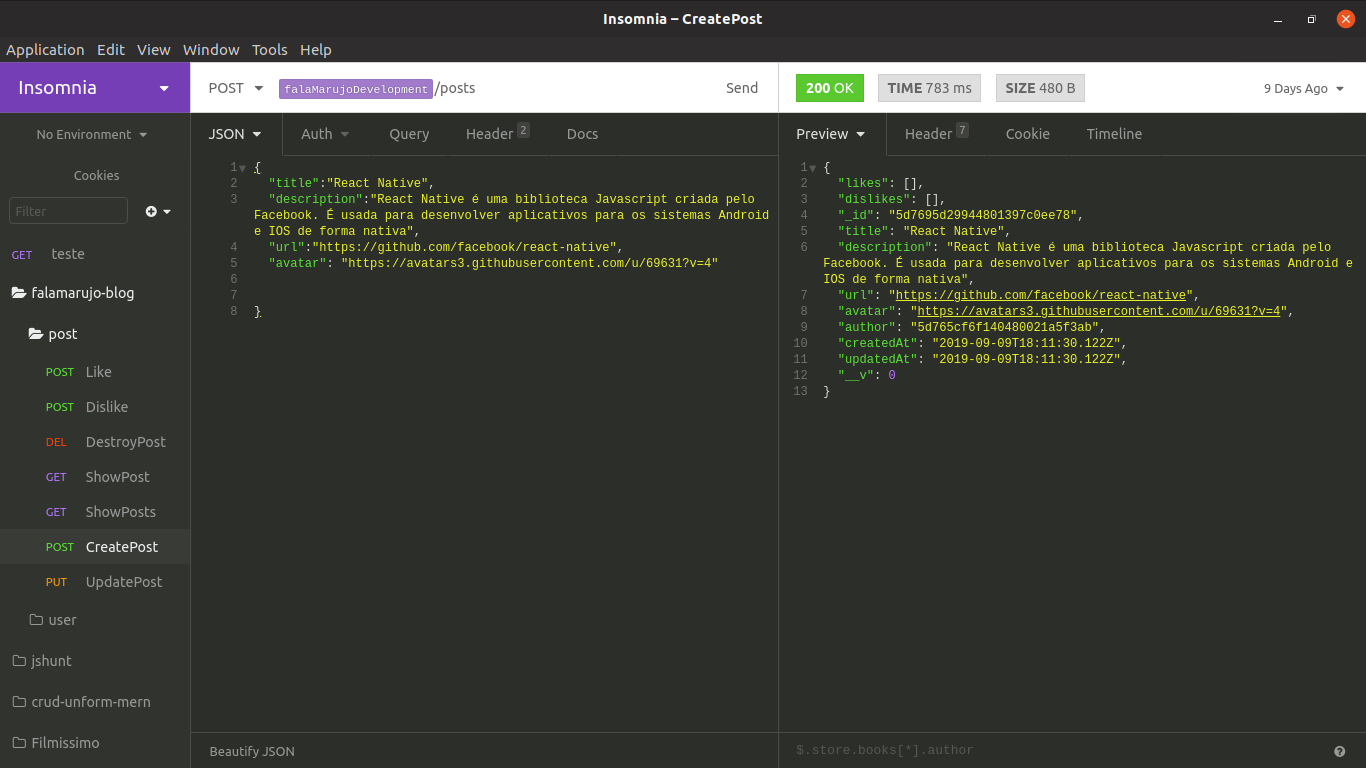 Insomnia – CreatePost
Application Edit View Window Tools Help
Insomnia
POST falaMarujoDevelopment /posts Send
200 OK TIME 783 ms SIZE 480 B 9 Days Ago
No Environment
Cookies
Filter
GET teste
falamarujo-blog
post
POST Like
POST Dislike
DEL DestroyPost
GET ShowPost
GET ShowPosts
POST CreatePost
PUT UpdatePost
user
jshunt
crud-unform-mern
Filmissimo
JSON Auth Query Header 2 Docs
1 {
2 "title":"React Native",
3 "description":"React Native é uma biblioteca Javascript criada pelo
Facebook. É usada para desenvolver aplicativos para os sistemas Android
e IOS de forma nativa",
4 "url":"https://github.com/facebook/react-native",
5 "avatar": "https://avatars3.githubusercontent.com/u/69631?v=4"
6
7
8 }
Beautify JSON
Preview Header 7 Cookie Timeline
1 {
2 "likes": [],
3 "dislikes": [],
4 "_id": "5d7695d29944801397c0ee78",
5 "title": "React Native",
6 "description": "React Native é uma biblioteca Javascript criada pelo
Facebook. É usada para desenvolver aplicativos para os sistemas Android e
IOS de forma nativa",
7 "url": "https://github.com/facebook/react-native",
8 "avatar": "https://avatars3.githubusercontent.com/u/69631?v=4",
9 "author": "5d765cf6f140480021a5f3ab",
10 "createdAt": "2019-09-09T18:11:30.122Z",
11 "updatedAt": "2019-09-09T18:11:30.122Z",
12 "__v": 0
13 }
$.store.books[*].author